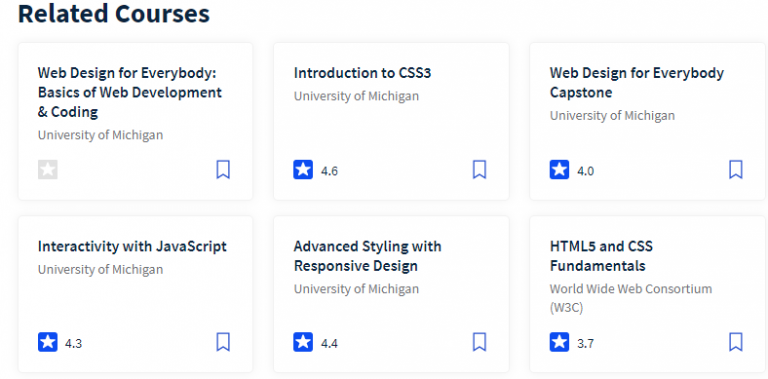 Related Courses
Web Design for Everybody:
Basics of Web Development
& Coding
University of Michigan
Introduction to CSS3
University of Michigan
4.6
Web Design for Everybody
Capstone
University of Michigan
4.0
Interactivity with JavaScript
University of Michigan
4.3
Advanced Styling with
Responsive Design
University of Michigan
4.4
HTML5 and CSS
Fundamentals
World Wide Web Consortium
(W3C)
3.7